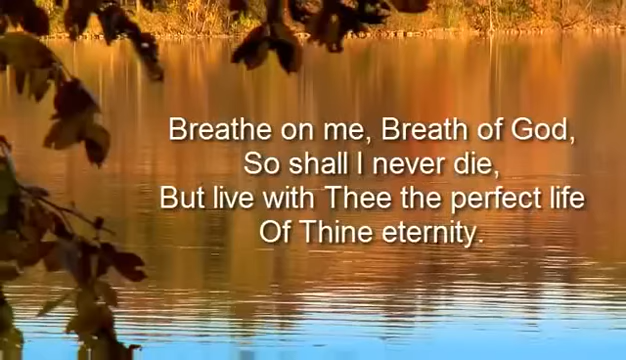 Breathe on me, Breath of God,
So shall I never die,
But live with Thee the perfect life
Of Thine eternity.